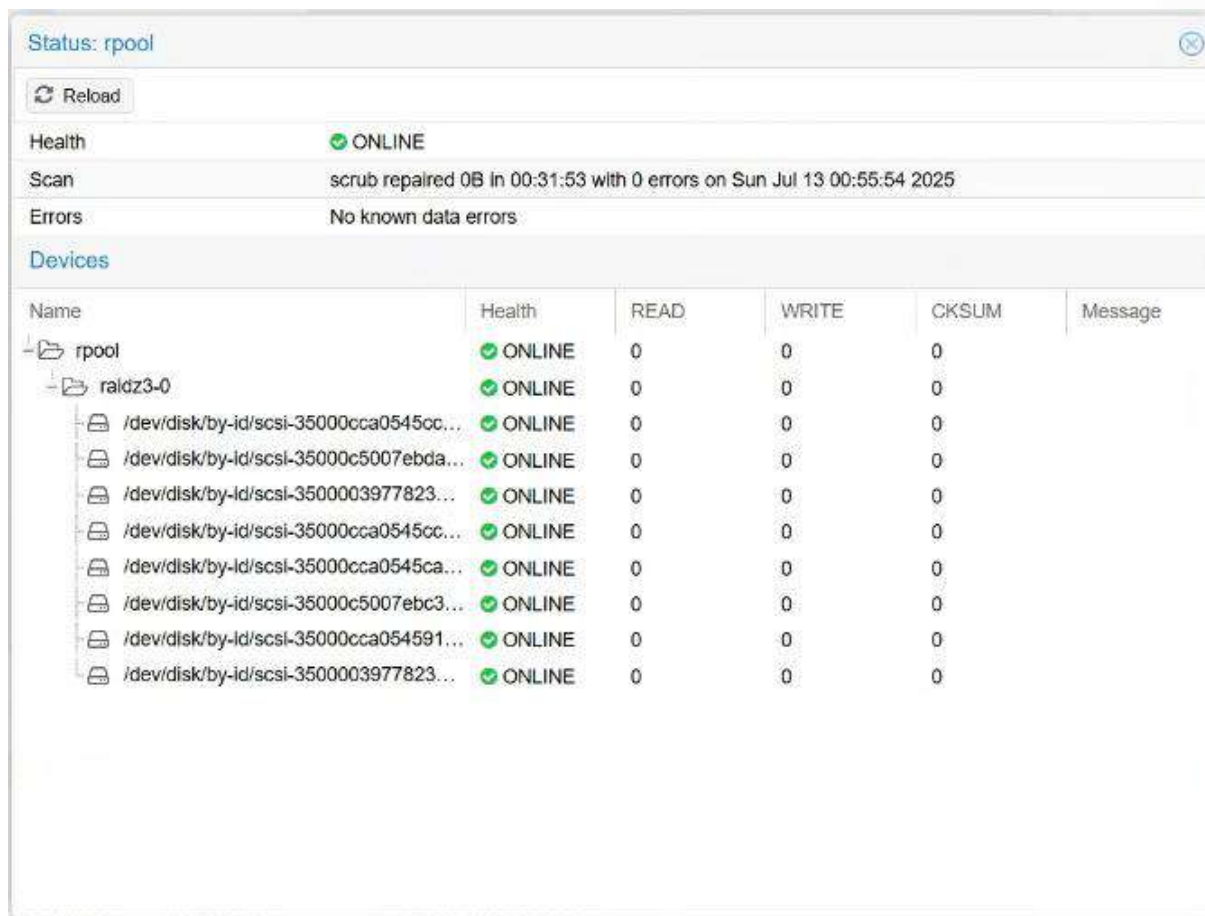 Status: rpool
Reload
Health ONLINE
Scan scrub repaired 0B in 00:31:53 with 0 errors on Sun Jul 13 00:55:54 2025
Errors No known data errors
Devices
Name Health READ WRITE CKSUM Message
rpool ONLINE 0 0 0
raidz3-0 ONLINE 0 0 0
/dev/disk/by-id/scsi-35000cca0545cc... ONLINE 0 0 0
/dev/disk/by-id/scsi-35000c5007ebda... ONLINE 0 0 0
/dev/disk/by-id/scsi-3500003977823... ONLINE 0 0 0
/dev/disk/by-id/scsi-35000cca0545cc... ONLINE 0 0 0
/dev/disk/by-id/scsi-35000cca0545ca... ONLINE 0 0 0
/dev/disk/by-id/scsi-35000c5007ebc3... ONLINE 0 0 0
/dev/disk/by-id/scsi-35000cca054591... ONLINE 0 0 0
/dev/disk/by-id/scsi-3500003977823... ONLINE 0 0 0